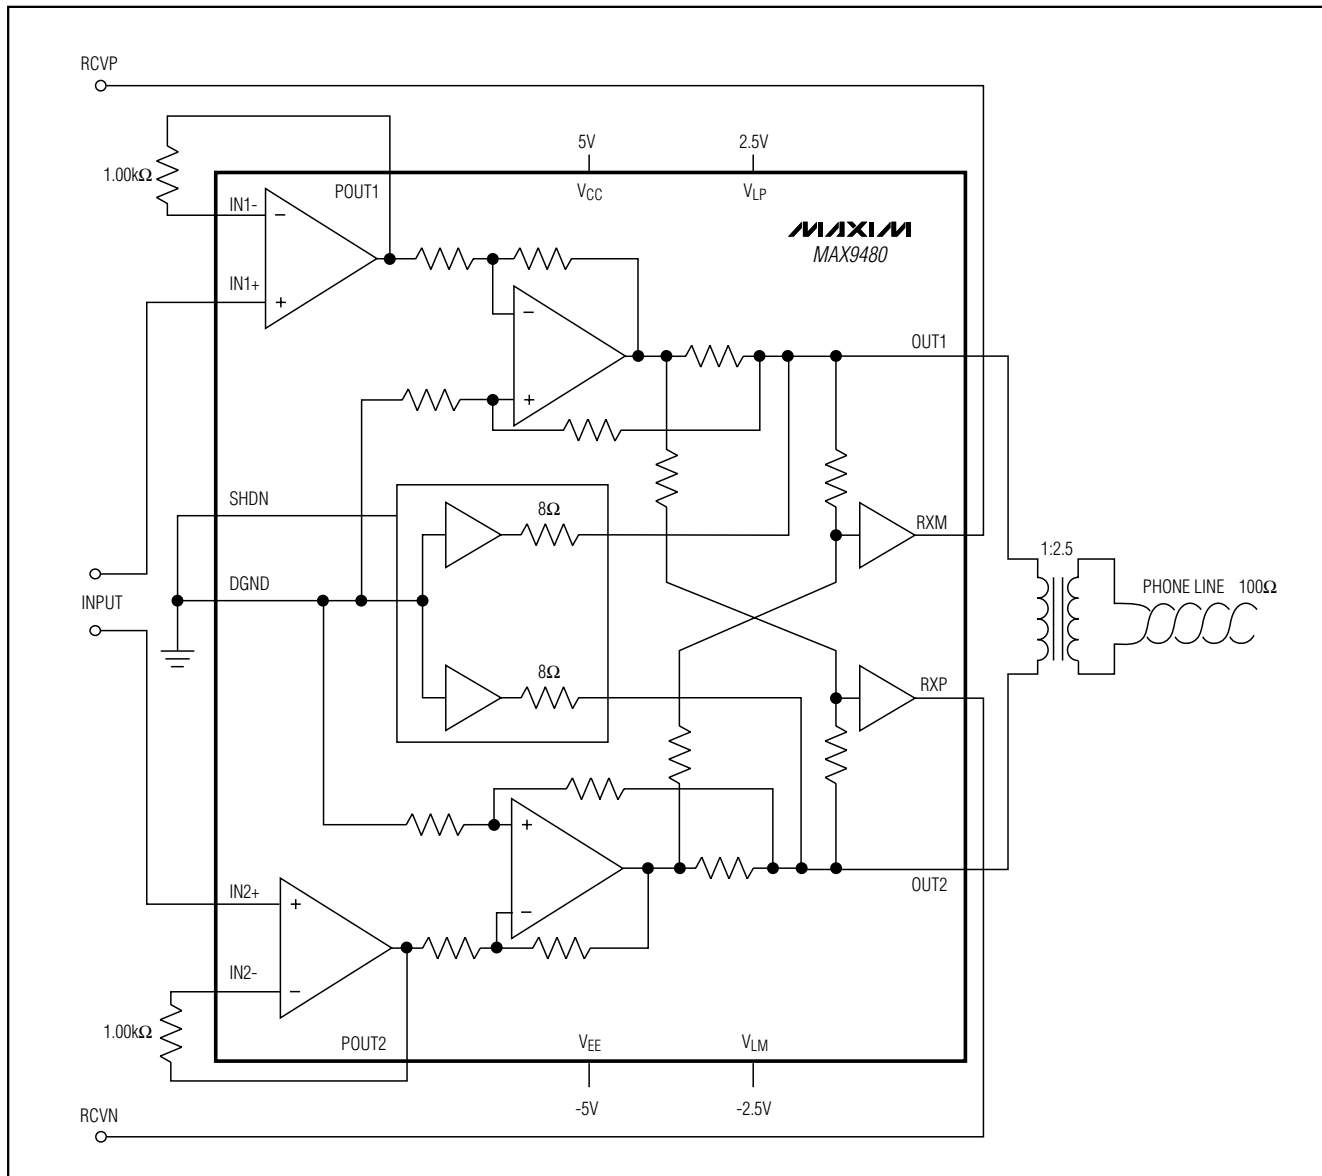 RCVP
5V
2.5V
1.00kΩ
POUT1
VCC
VLP
IN1-
−
MAXIM
MAX9480
IN1+
+
−
OUT1
+
SHDN
8Ω
RXM
1:2.5
DGND
PHONE LINE 100Ω
INPUT
8Ω
RXP
+
OUT2
IN2+
+
−
IN2-
−
1.00kΩ
POUT2
VEE
VLM
-5V
-2.5V
RCVN